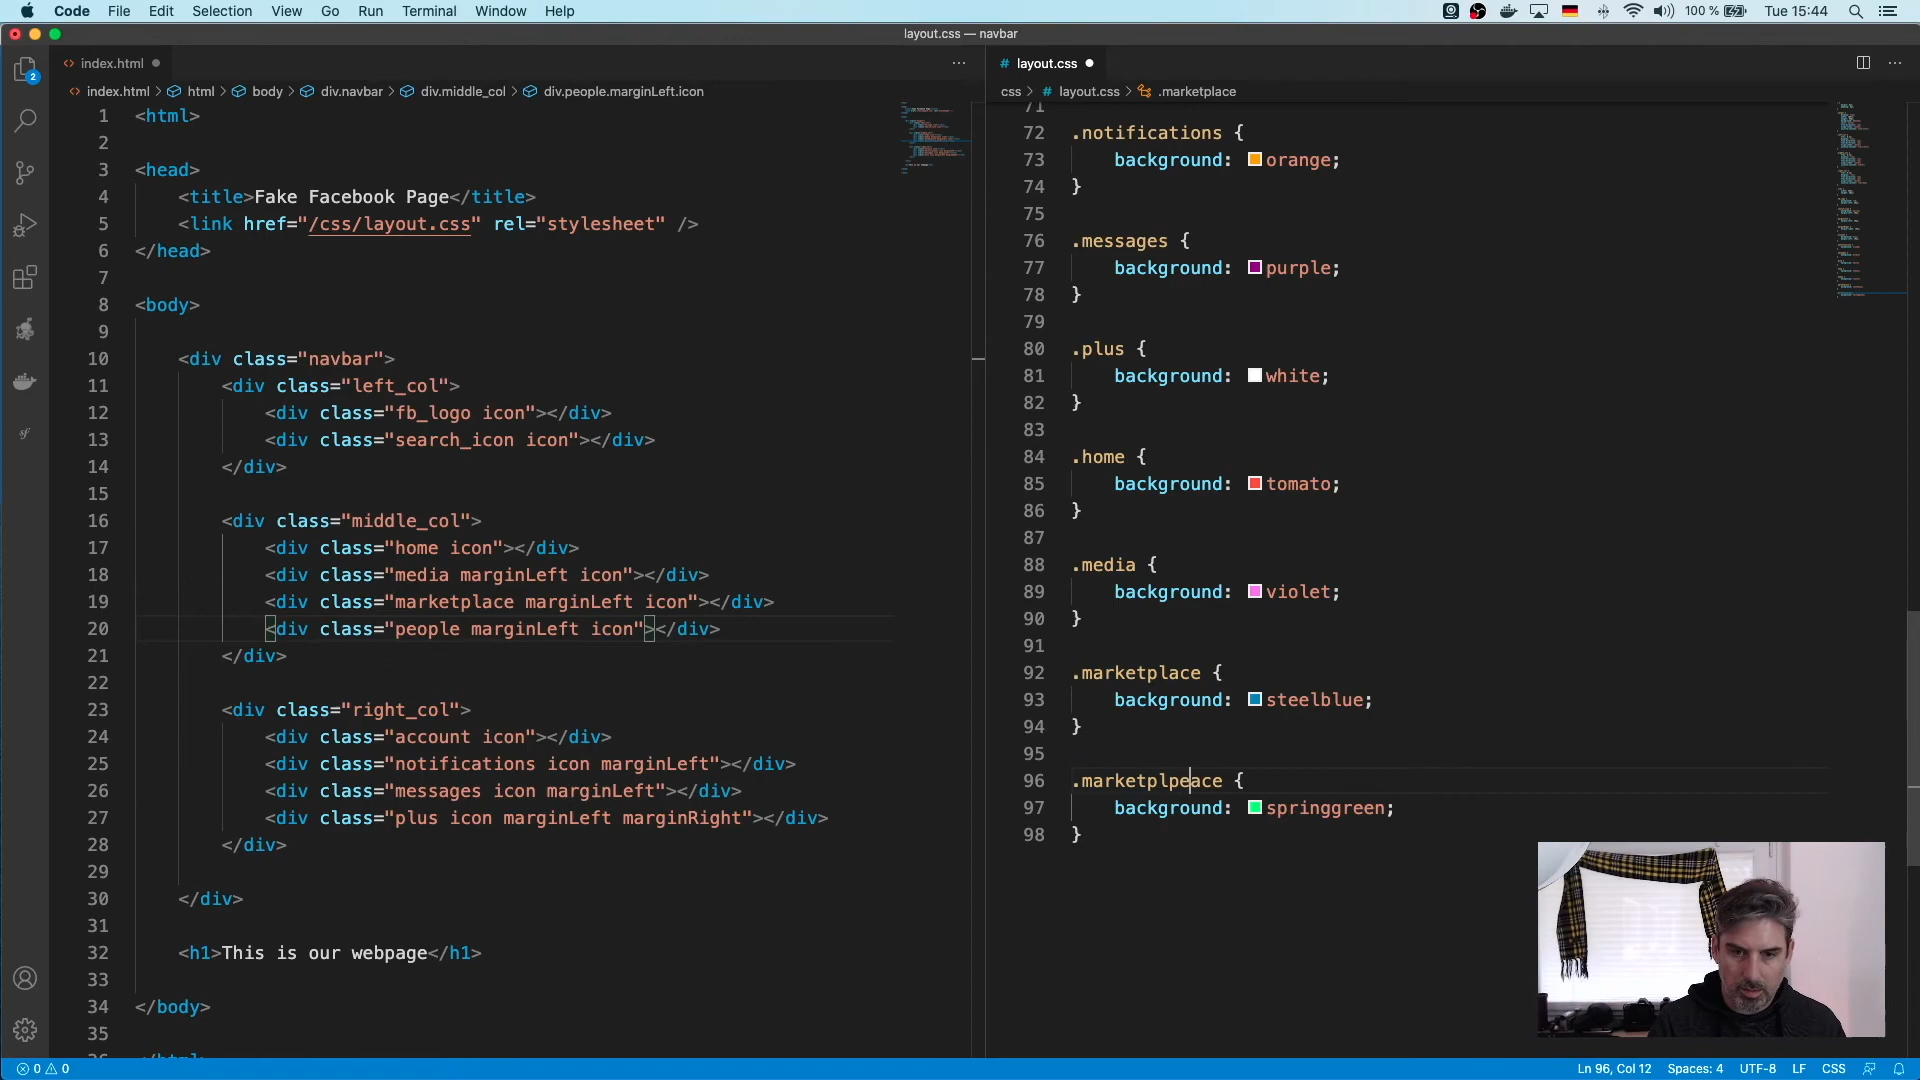 Code File Edit Selection View Go Run Terminal Window Help
100 % Tue 15:44
layout.css — navbar
index.html
index.html > html > body > div.navbar > div.middle_col > div.people.marginLeft.icon
1 <html>
2
3 <head>
4 <title>Fake Facebook Page</title>
5 <link href="/css/layout.css" rel="stylesheet" />
6 </head>
7
8 <body>
9
10 <div class="navbar">
11 <div class="left_col">
12 <div class="fb_logo icon"></div>
13 <div class="search_icon icon"></div>
14 </div>
15
16 <div class="middle_col">
17 <div class="home icon"></div>
18 <div class="media marginLeft icon"></div>
19 <div class="marketplace marginLeft icon"></div>
20 <div class="people marginLeft icon"></div>
21 </div>
22
23 <div class="right_col">
24 <div class="account icon"></div>
25 <div class="notifications icon marginLeft"></div>
26 <div class="messages icon marginLeft"></div>
27 <div class="plus icon marginLeft marginRight"></div>
28 </div>
29
30 </div>
31
32 <h1>This is our webpage</h1>
33
34 </body>
35
36 </html>
# layout.css
css > # layout.css > .marketplace
71
72 .notifications {
73 background: orange;
74 }
75
76 .messages {
77 background: purple;
78 }
79
80 .plus {
81 background: white;
82 }
83
84 .home {
85 background: tomato;
86 }
87
88 .media {
89 background: violet;
90 }
91
92 .marketplace {
93 background: steelblue;
94 }
95
96 .marketplpeace {
97 background: springgreen;
98 }
2
sf
0 0
Ln 96, Col 12 Spaces: 4 UTF-8 LF CSS